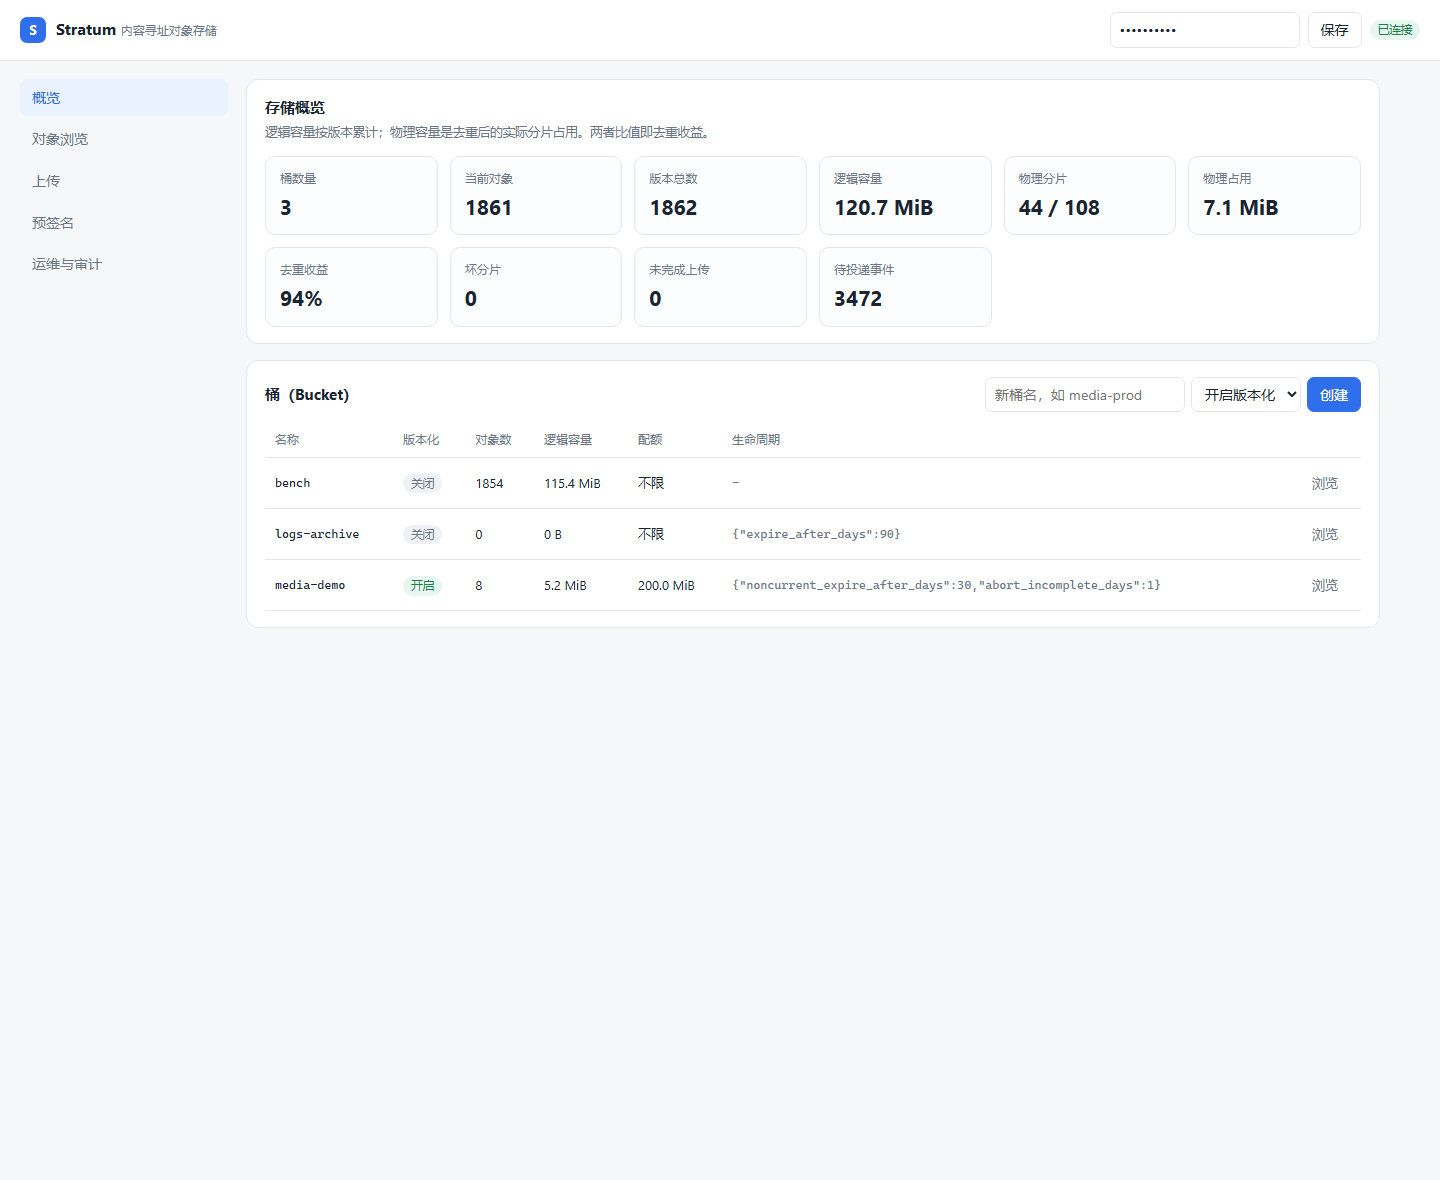 S Stratum 内容寻址对象存储 •••••••••• 保存 已连接
概览
对象浏览
上传
预签名
运维与审计
存储概览
逻辑容量按版本累计；物理容量是去重后的实际分片占用。两者比值即去重收益。
桶数量 当前对象 版本总数 逻辑容量 物理分片 物理占用
3 1861 1862 120.7 MiB 44 / 108 7.1 MiB
去重收益 坏分片 未完成上传 待投递事件
94% 0 0 3472
桶（Bucket） 新桶名，如 media-prod 开启版本化 创建
名称 版本化 对象数 逻辑容量 配额 生命周期
bench 关闭 1854 115.4 MiB 不限 – 浏览
logs-archive 关闭 0 0 B 不限 {"expire_after_days":90} 浏览
media-demo 开启 8 5.2 MiB 200.0 MiB {"noncurrent_expire_after_days":30,"abort_incomplete_days":1} 浏览